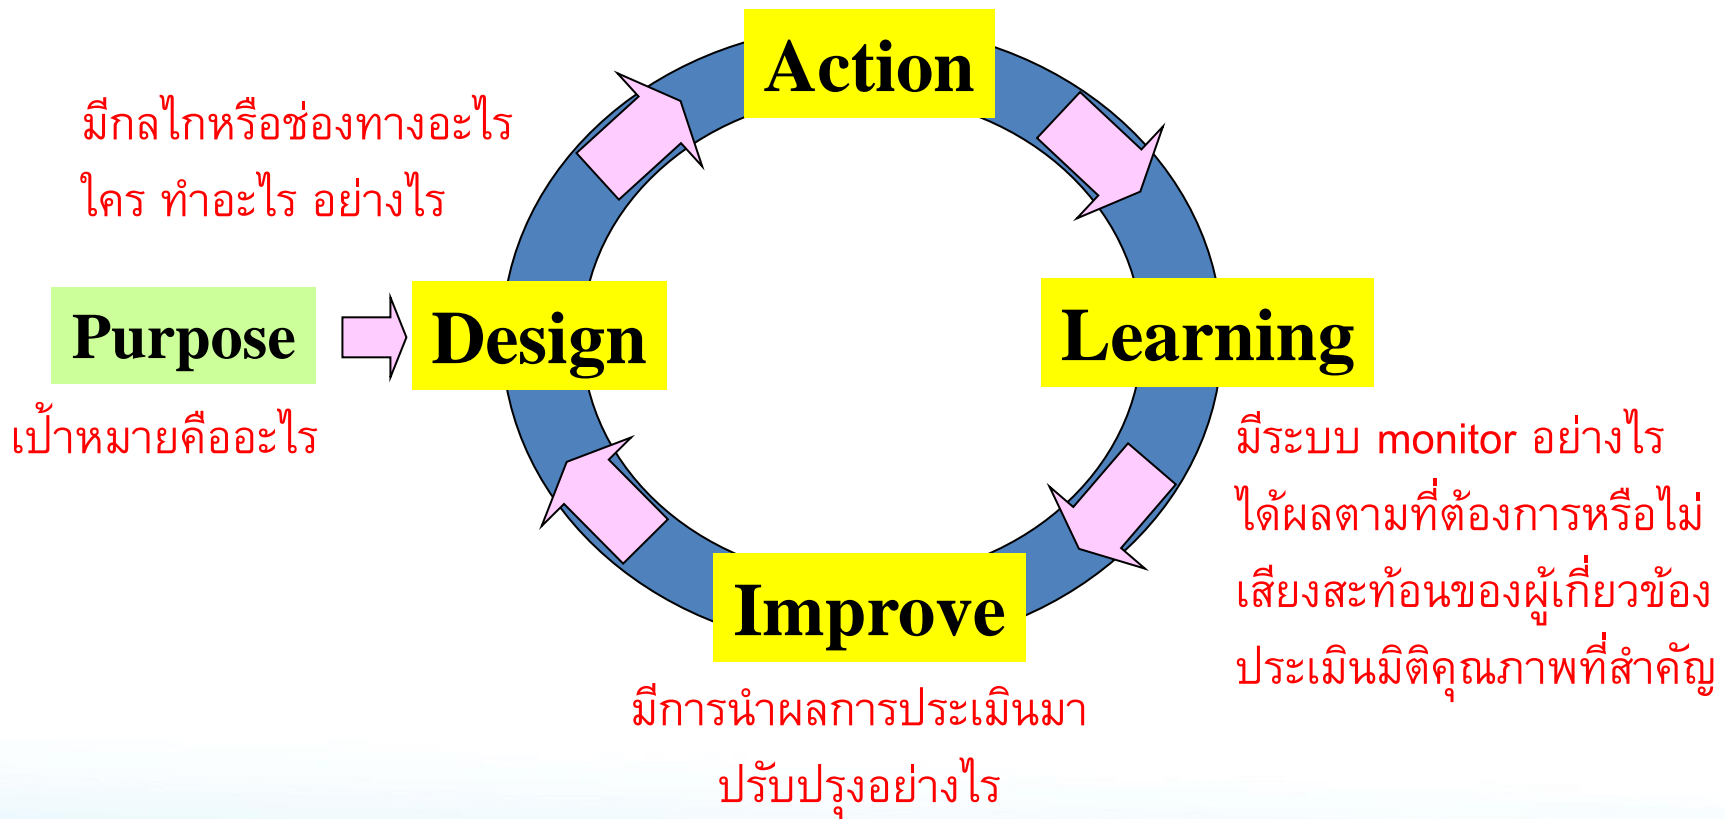 Action
มีกลไกหรือช่องทางอะไร
ใคร ทำอะไร อย่างไร
Purpose
Design
Learning
เป้าหมายคืออะไร
มีระบบ monitor อย่างไร
ได้ผลตามที่ต้องการหรือไม่
เสียงสะท้อนของผู้เกี่ยวข้อง
ประเมินมิติคุณภาพที่สำคัญ
Improve
มีการนำผลการประเมินมา
ปรับปรุงอย่างไร